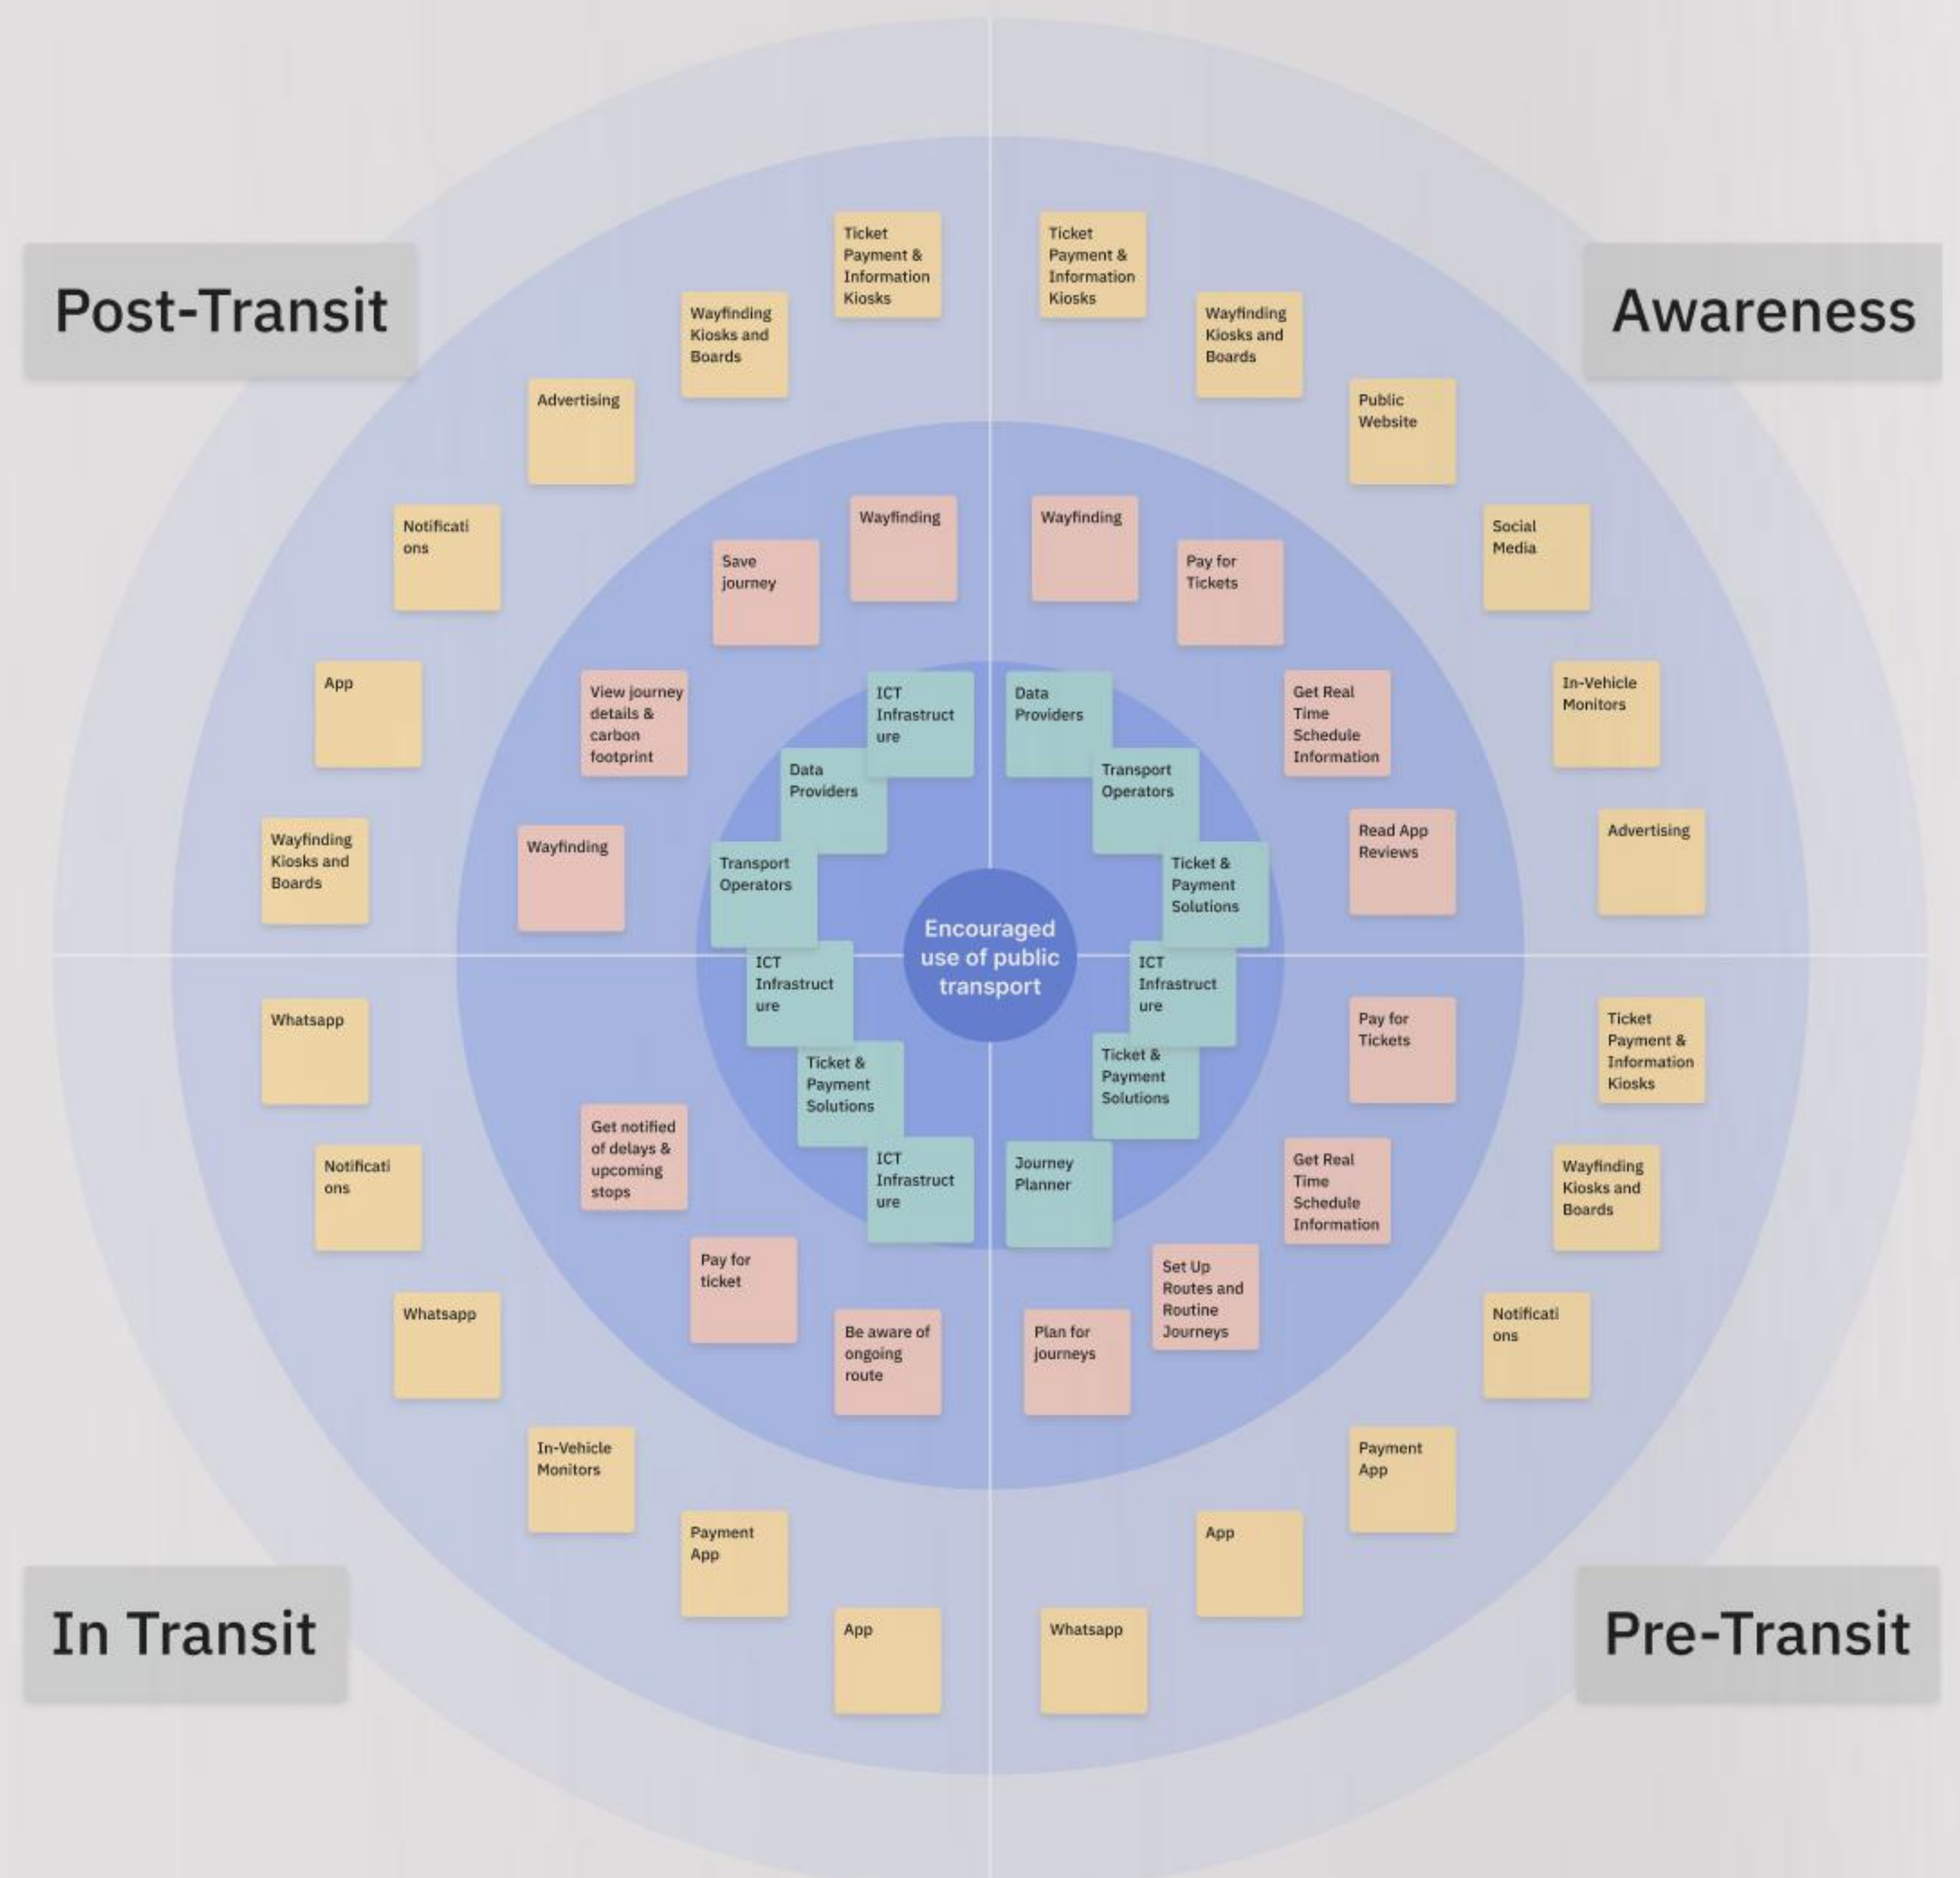 Post-Transit
Awareness
In Transit
Pre-Transit
Ticket
Payment &
Information
Kiosks
Wayfinding
Kiosks and
Boards
Advertising
Notificati
ons
App
Wayfinding
Kiosks and
Boards
Wayfinding
Save
journey
View journey
details &
carbon
footprint
Wayfinding
ICT
Infrastruct
ure
Data
Providers
Transport
Operators
Ticket
Payment &
Information
Kiosks
Wayfinding
Kiosks and
Boards
Public
Website
Social
Media
In-Vehicle
Monitors
Advertising
Wayfinding
Pay for
Tickets
Get Real
Time
Schedule
Information
Read App
Reviews
Data
Providers
Transport
Operators
Ticket &
Payment
Solutions
Encouraged
use of public
transport
ICT
Infrastruct
ure
Ticket &
Payment
Solutions
ICT
Infrastruct
ure
Get notified
of delays &
upcoming
stops
Pay for
ticket
Be aware of
ongoing
route
Whatsapp
Notificati
ons
Whatsapp
In-Vehicle
Monitors
Payment
App
App
ICT
Infrastruct
ure
Ticket &
Payment
Solutions
Journey
Planner
Pay for
Tickets
Get Real
Time
Schedule
Information
Set Up
Routes and
Routine
Journeys
Plan for
journeys
Ticket
Payment &
Information
Kiosks
Wayfinding
Kiosks and
Boards
Notificati
ons
Payment
App
App
Whatsapp